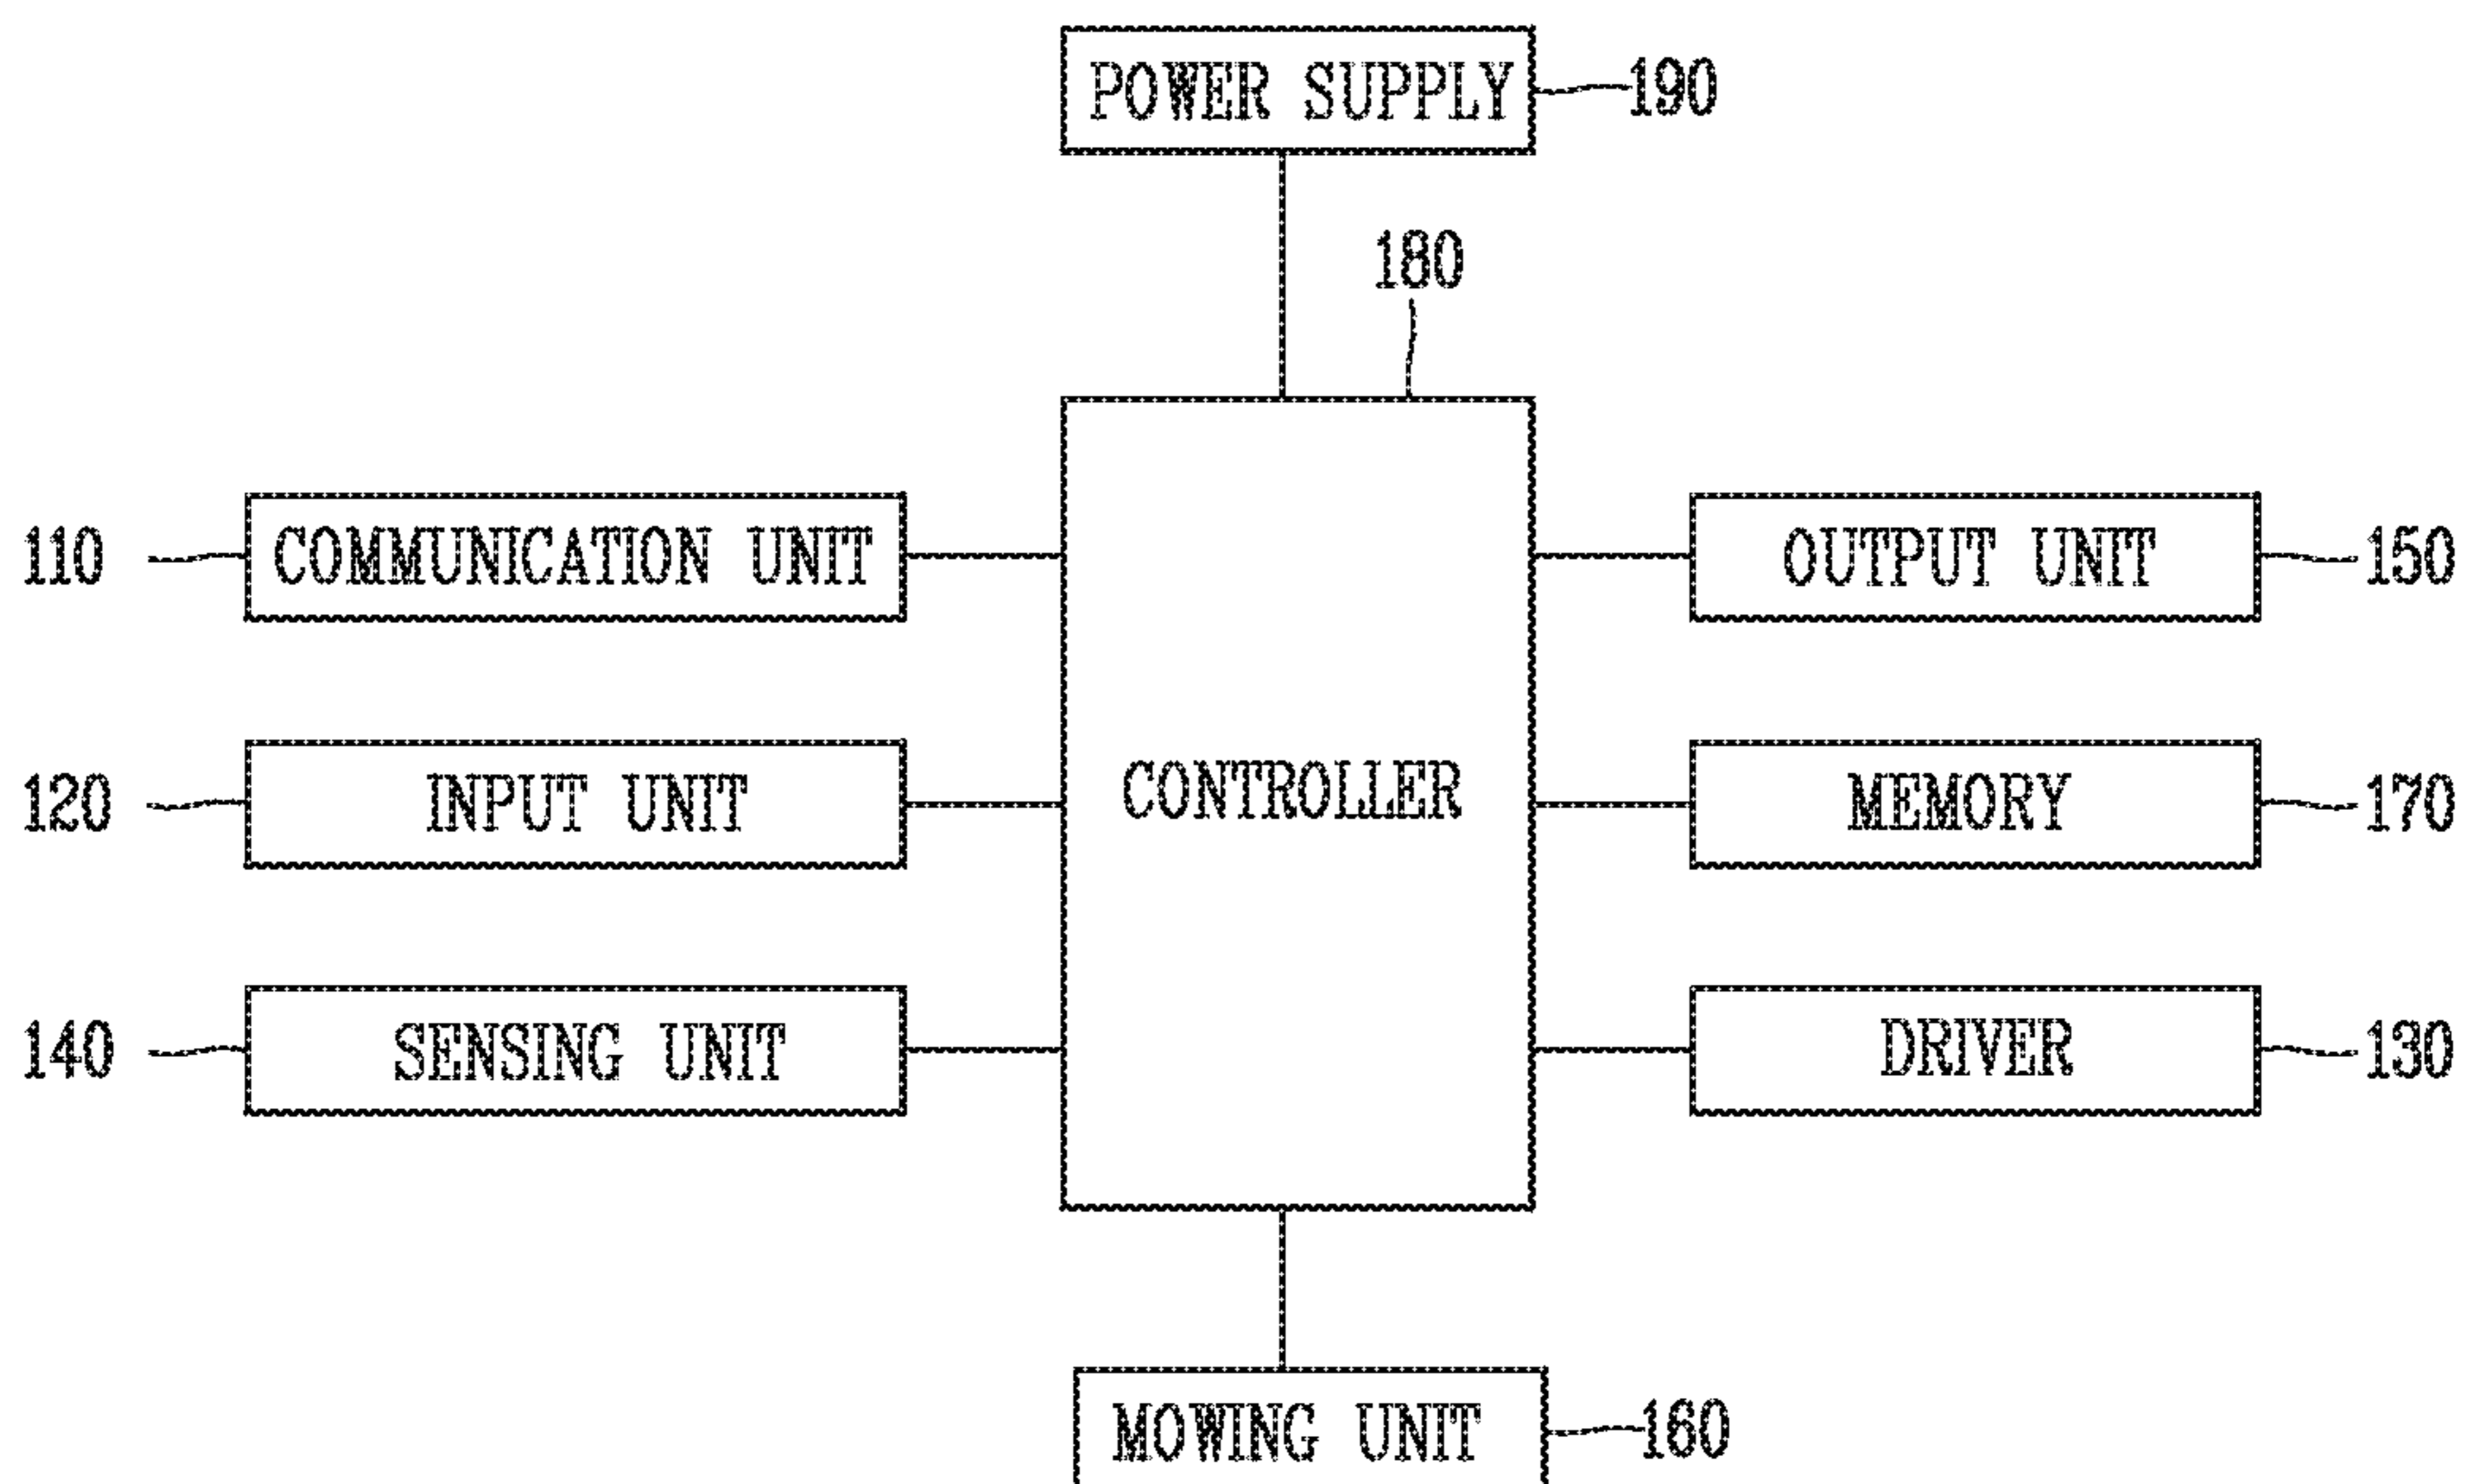 POWER SUPPLY 190
180
110 COMMUNICATION UNIT
OUTPUT UNIT 150
120 INPUT UNIT
CONTROLLER
MEMORY 170
140 SENSING UNIT
DRIVER 130
MOWING UNIT 160